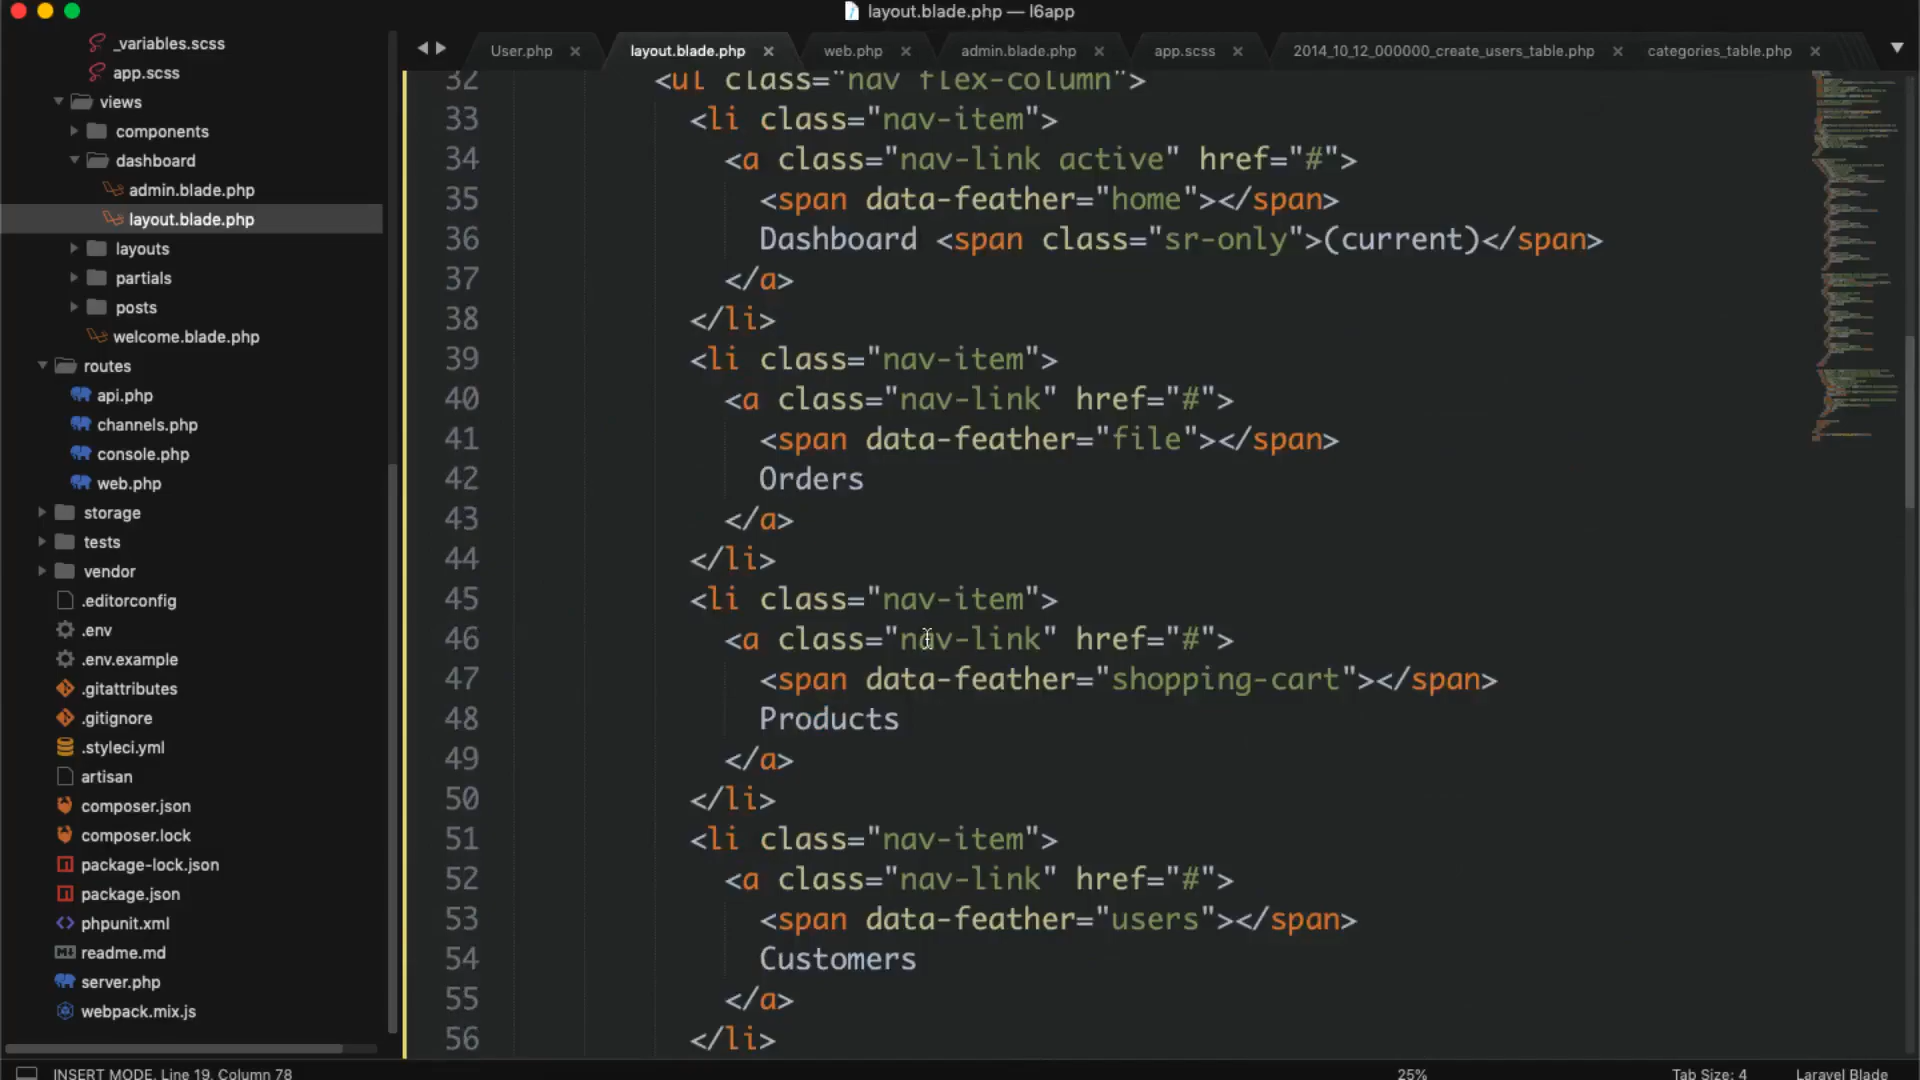 layout.blade.php — l6app
_variables.scss
app.scss
views
components
dashboard
admin.blade.php
layout.blade.php
layouts
partials
posts
welcome.blade.php
routes
api.php
channels.php
console.php
web.php
storage
tests
vendor
.editorconfig
.env
.env.example
.gitattributes
.gitignore
.styleci.yml
artisan
composer.json
composer.lock
package-lock.json
package.json
phpunit.xml
readme.md
server.php
webpack.mix.js
User.php × layout.blade.php × web.php × admin.blade.php × app.scss × 2014_10_12_000000_create_users_table.php × categories_table.php ×
32 <ul class="nav flex-column">
33 <li class="nav-item">
34 <a class="nav-link active" href="#">
35 <span data-feather="home"></span>
36 Dashboard <span class="sr-only">(current)</span>
37 </a>
38 </li>
39 <li class="nav-item">
40 <a class="nav-link" href="#">
41 <span data-feather="file"></span>
42 Orders
43 </a>
44 </li>
45 <li class="nav-item">
46 <a class="nav-link" href="#">
47 <span data-feather="shopping-cart"></span>
48 Products
49 </a>
50 </li>
51 <li class="nav-item">
52 <a class="nav-link" href="#">
53 <span data-feather="users"></span>
54 Customers
55 </a>
56 </li>
INSERT MODE, Line 19, Column 78 25% Tab Size: 4 Laravel Blade